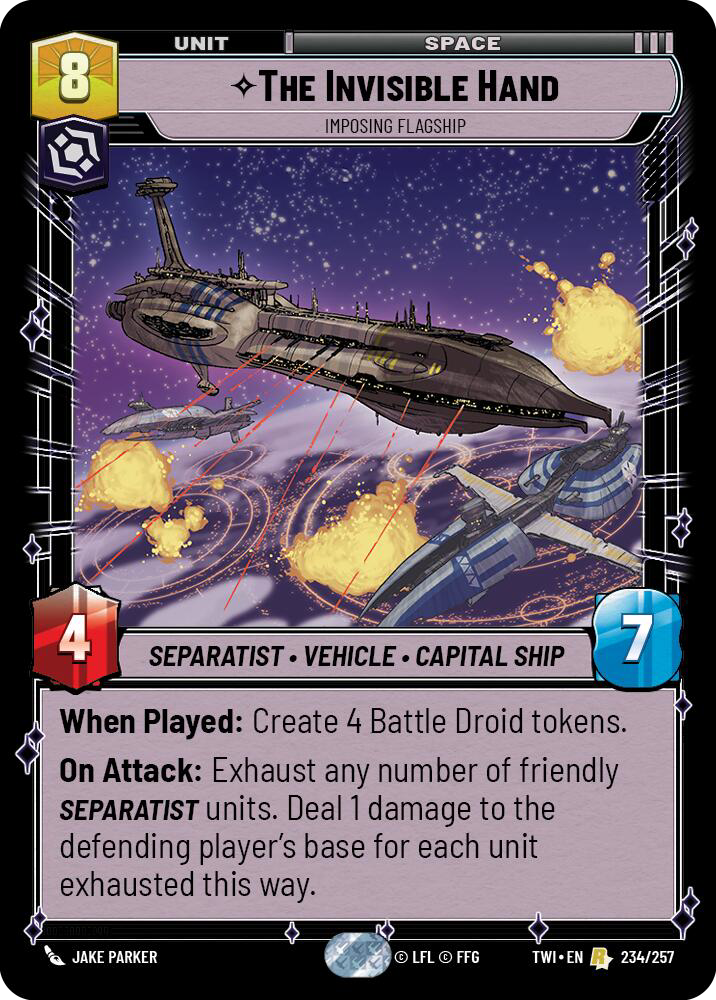 UNIT
SPACE
8
THE INVISIBLE HAND
IMPOSING FLAGSHIP
4
SEPARATIST • VEHICLE • CAPITAL SHIP
7
When Played: Create 4 Battle Droid tokens.
On Attack: Exhaust any number of friendly
SEPARATIST units. Deal 1 damage to the
defending player's base for each unit
exhausted this way.
JAKE PARKER
© LFL © FFG
TWI • EN
R
234/257